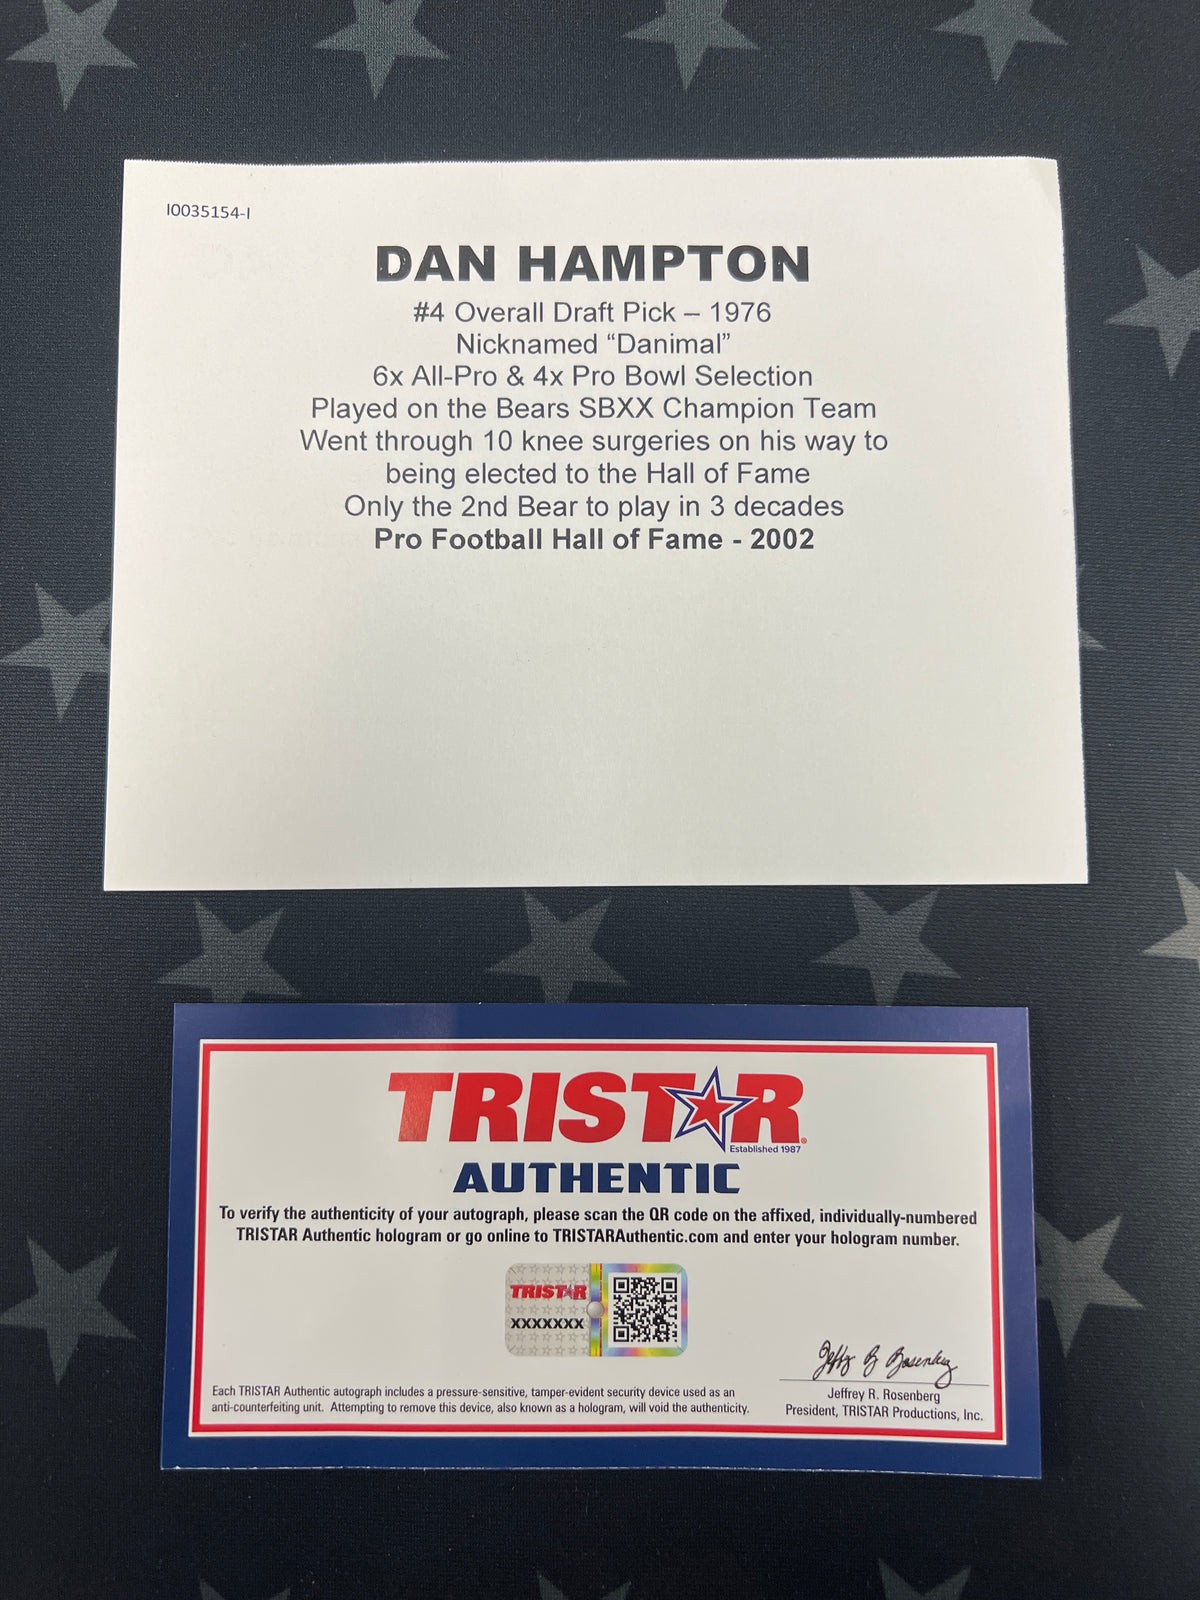 I0035154-I
DAN HAMPTON
#4 Overall Draft Pick – 1976
Nicknamed “Danimal”
6x All-Pro & 4x Pro Bowl Selection
Played on the Bears SBXX Champion Team
Went through 10 knee surgeries on his way to
being elected to the Hall of Fame
Only the 2nd Bear to play in 3 decades
Pro Football Hall of Fame - 2002
TRISTAR®
Established 1987
AUTHENTIC
To verify the authenticity of your autograph, please scan the QR code on the affixed, individually-numbered
TRISTAR Authentic hologram or go online to TRISTARAuthentic.com and enter your hologram number.
TRISTAR
XXXXXXX
Jeffrey R. Rosenberg
Each TRISTAR Authentic autograph includes a pressure-sensitive, tamper-evident security device used as an
anti-counterfeiting unit. Attempting to remove this device, also known as a hologram, will void the authenticity.
Jeffrey R. Rosenberg
President, TRISTAR Productions, Inc.